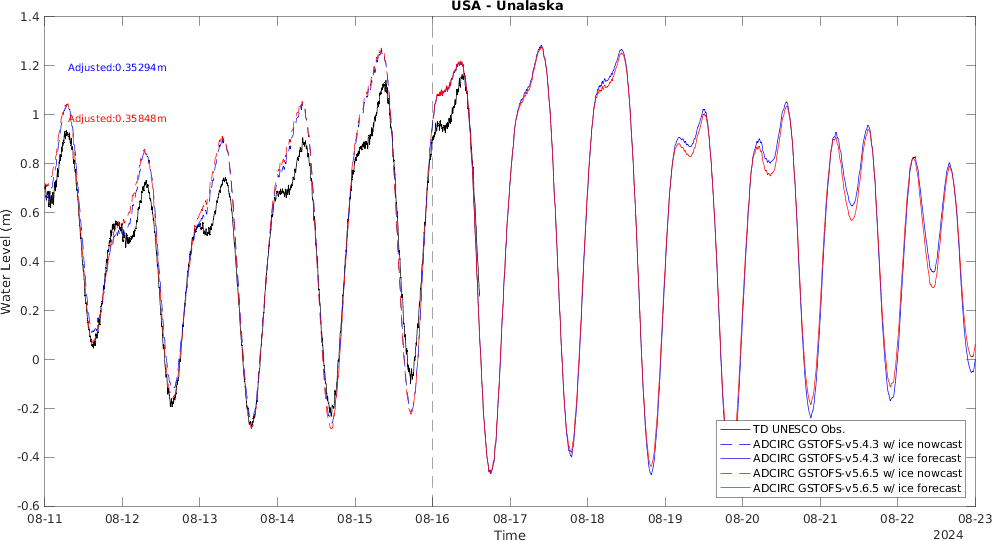 USA - Unalaska
1.4
1.2
1
0.8
0.6
0.4
0.2
0
-0.2
-0.4
-0.6
Water Level (m)
Adjusted:0.35294m
Adjusted:0.35848m
TD UNESCO Obs.
ADCIRC GSTOFS-v5.4.3 w/ ice nowcast
ADCIRC GSTOFS-v5.4.3 w/ ice forecast
ADCIRC GSTOFS-v5.6.5 w/ ice nowcast
ADCIRC GSTOFS-v5.6.5 w/ ice forecast
08-11 08-12 08-13 08-14 08-15 08-16 08-17 08-18 08-19 08-20 08-21 08-22 08-23
Time
2024